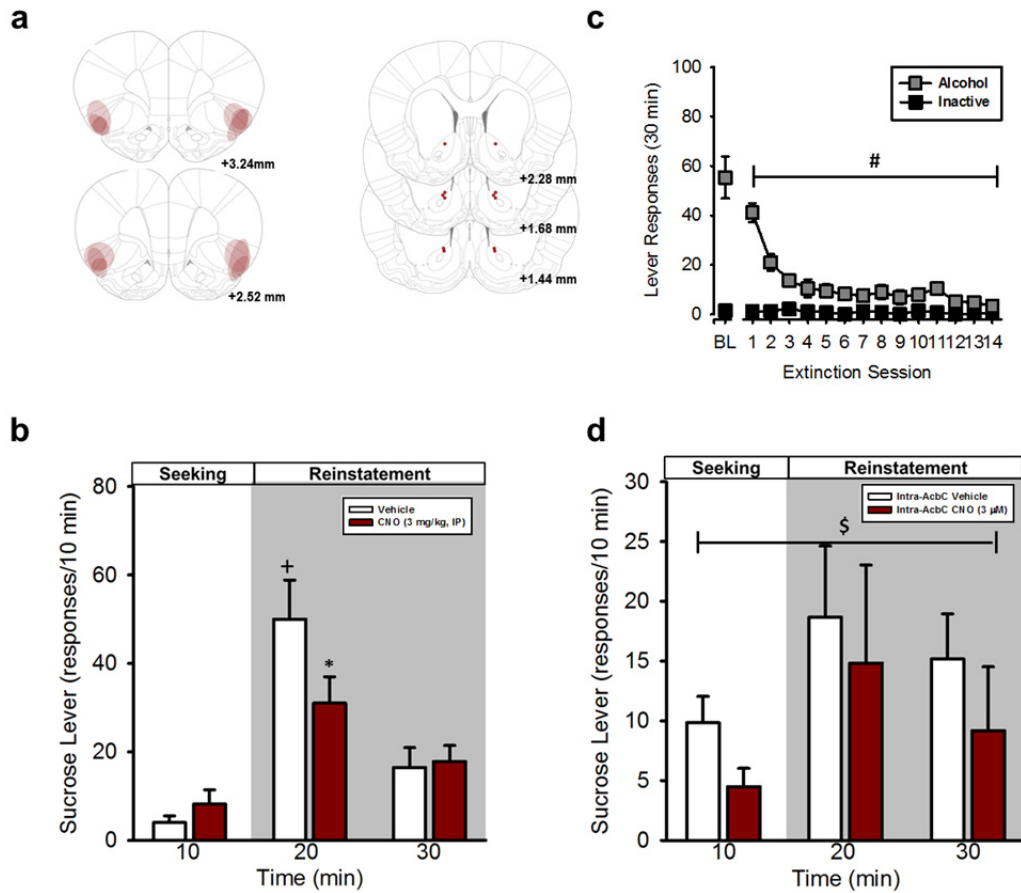 a
+3.24mm
+2.52 mm
+2.28 mm
+1.68 mm
+1.44 mm
c
100
80
60
40
20
0
Lever Responses (30 min)
Alcohol
Inactive
#
BL 1 2 3 4 5 6 7 8 9 10 11 12 13 14
Extinction Session
b
Seeking Reinstatement
80
60
40
20
0
Sucrose Lever (responses/10 min)
Vehicle
CNO (3 mg/kg, IP)
+
*
10 20 30
Time (min)
d
Seeking Reinstatement
30
25
20
15
10
5
0
Sucrose Lever (responses/10 min)
Intra-AcbC Vehicle
Intra-AcbC CNO (3 µM)
$
10 20 30
Time (min)